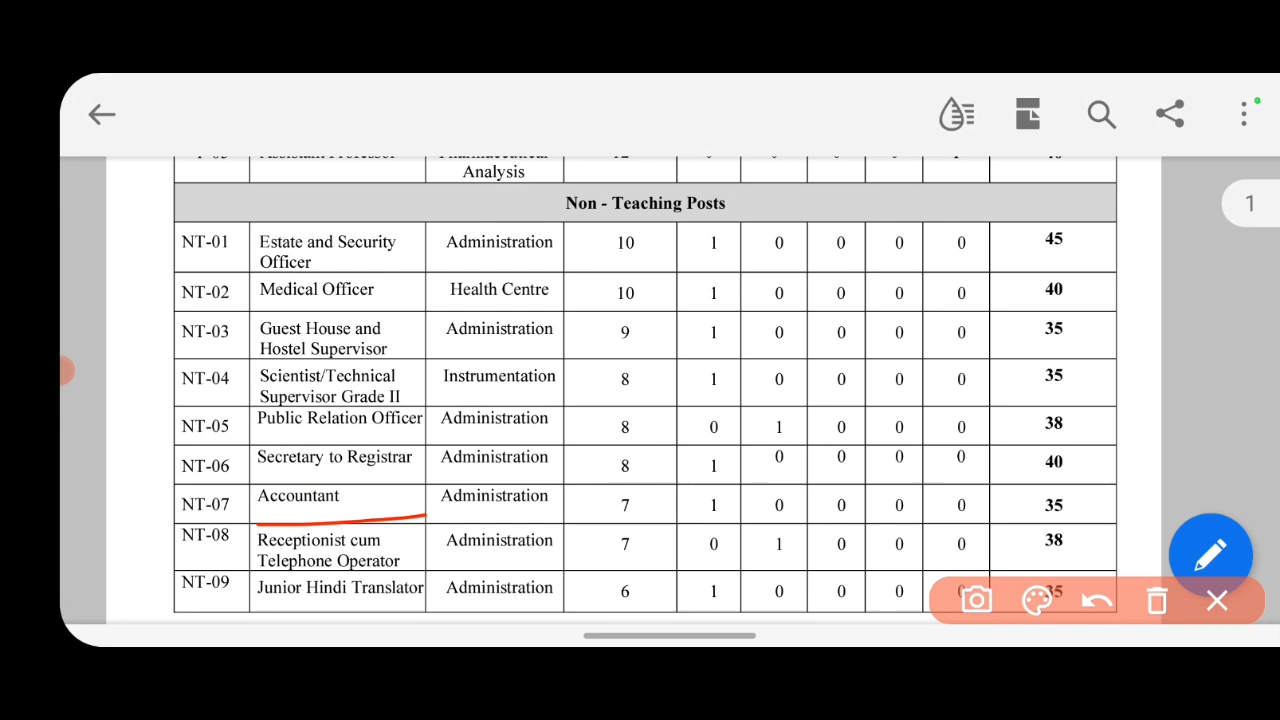 Analysis
1
Non - Teaching Posts
NT-01 Estate and Security Officer Administration 10 1 0 0 0 0 45
NT-02 Medical Officer Health Centre 10 1 0 0 0 0 40
NT-03 Guest House and Hostel Supervisor Administration 9 1 0 0 0 0 35
NT-04 Scientist/Technical Supervisor Grade II Instrumentation 8 1 0 0 0 0 35
NT-05 Public Relation Officer Administration 8 0 1 0 0 0 38
NT-06 Secretary to Registrar Administration 8 1 0 0 0 0 40
NT-07 Accountant Administration 7 1 0 0 0 0 35
NT-08 Receptionist cum Telephone Operator Administration 7 0 1 0 0 0 38
NT-09 Junior Hindi Translator Administration 6 1 0 0 0 0 35